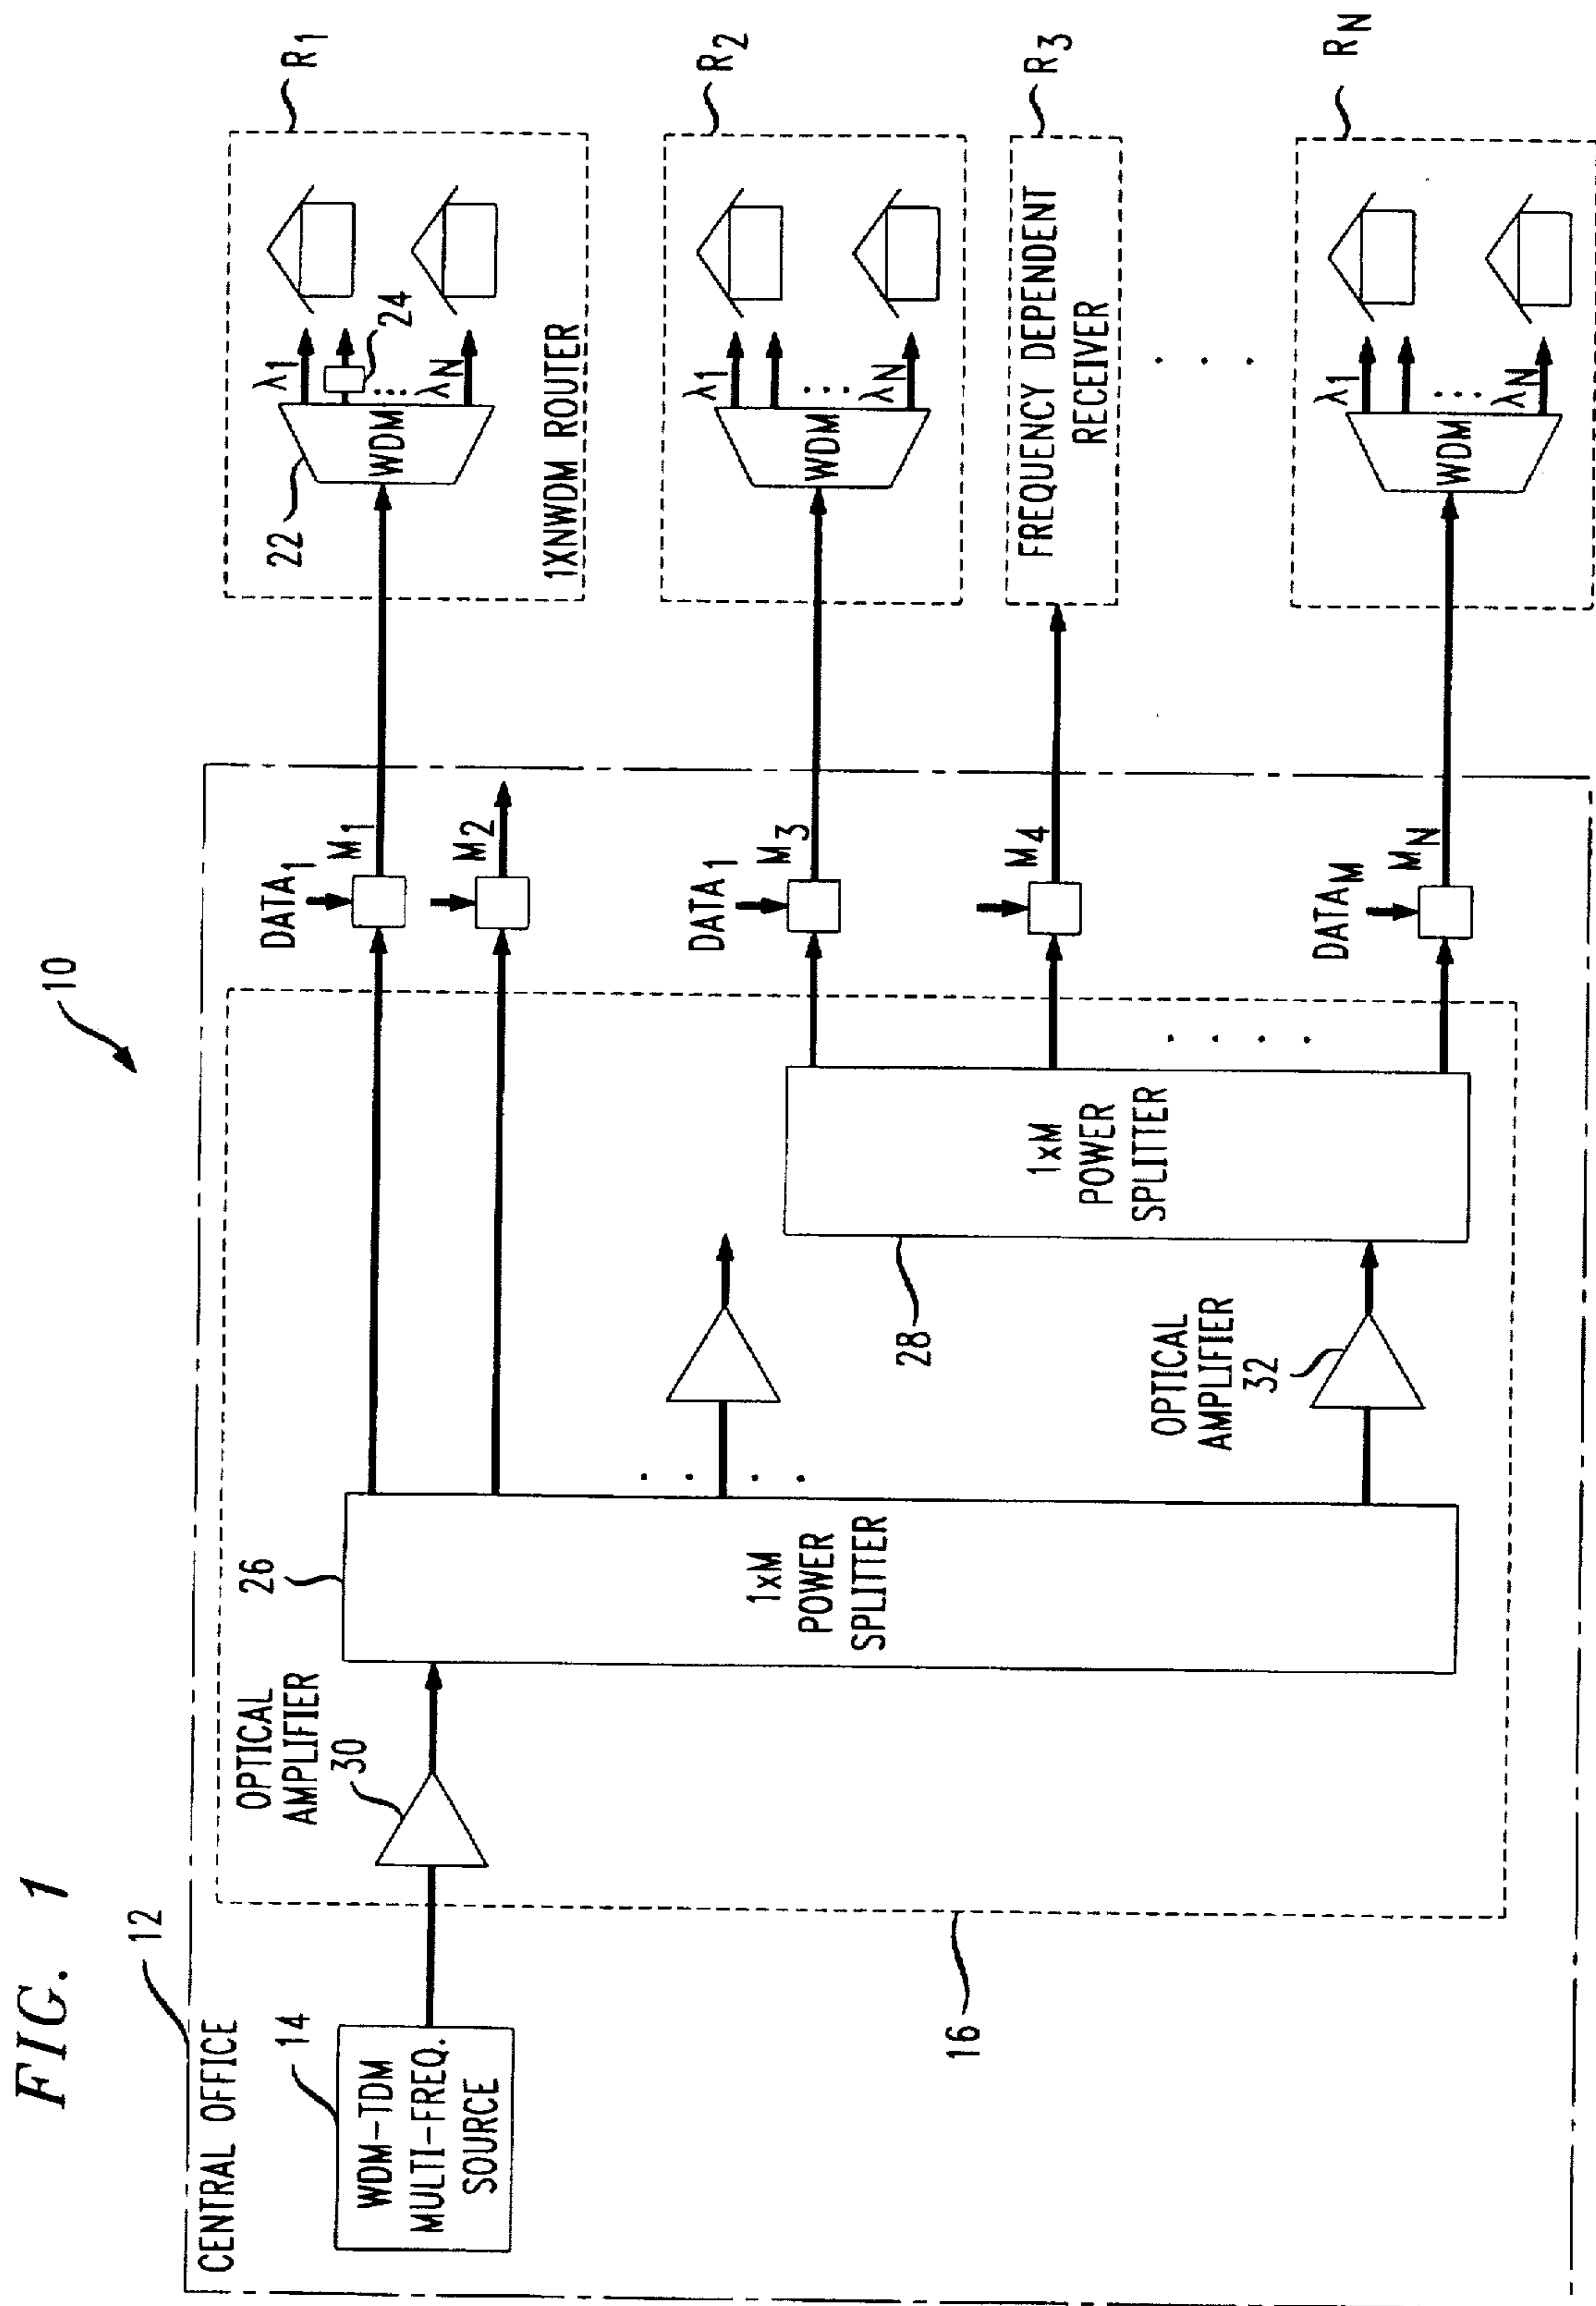 FIG. 1
10
12
CENTRAL OFFICE
14
WDM-TDM
MULTI-FREQ.
SOURCE
16
OPTICAL
AMPLIFIER
30
26
1xM
POWER
SPLITTER
OPTICAL
AMPLIFIER
32
28
1xM
POWER
SPLITTER
DATA1
M1
M2
DATA1
M3
M4
DATAM
MN
R1
22
WDM
λ1
24
λN
1XNWDM ROUTER
R2
WDM
λ1
λN
R3
FREQUENCY DEPENDENT
RECEIVER
RN
WDM
λ1
λN